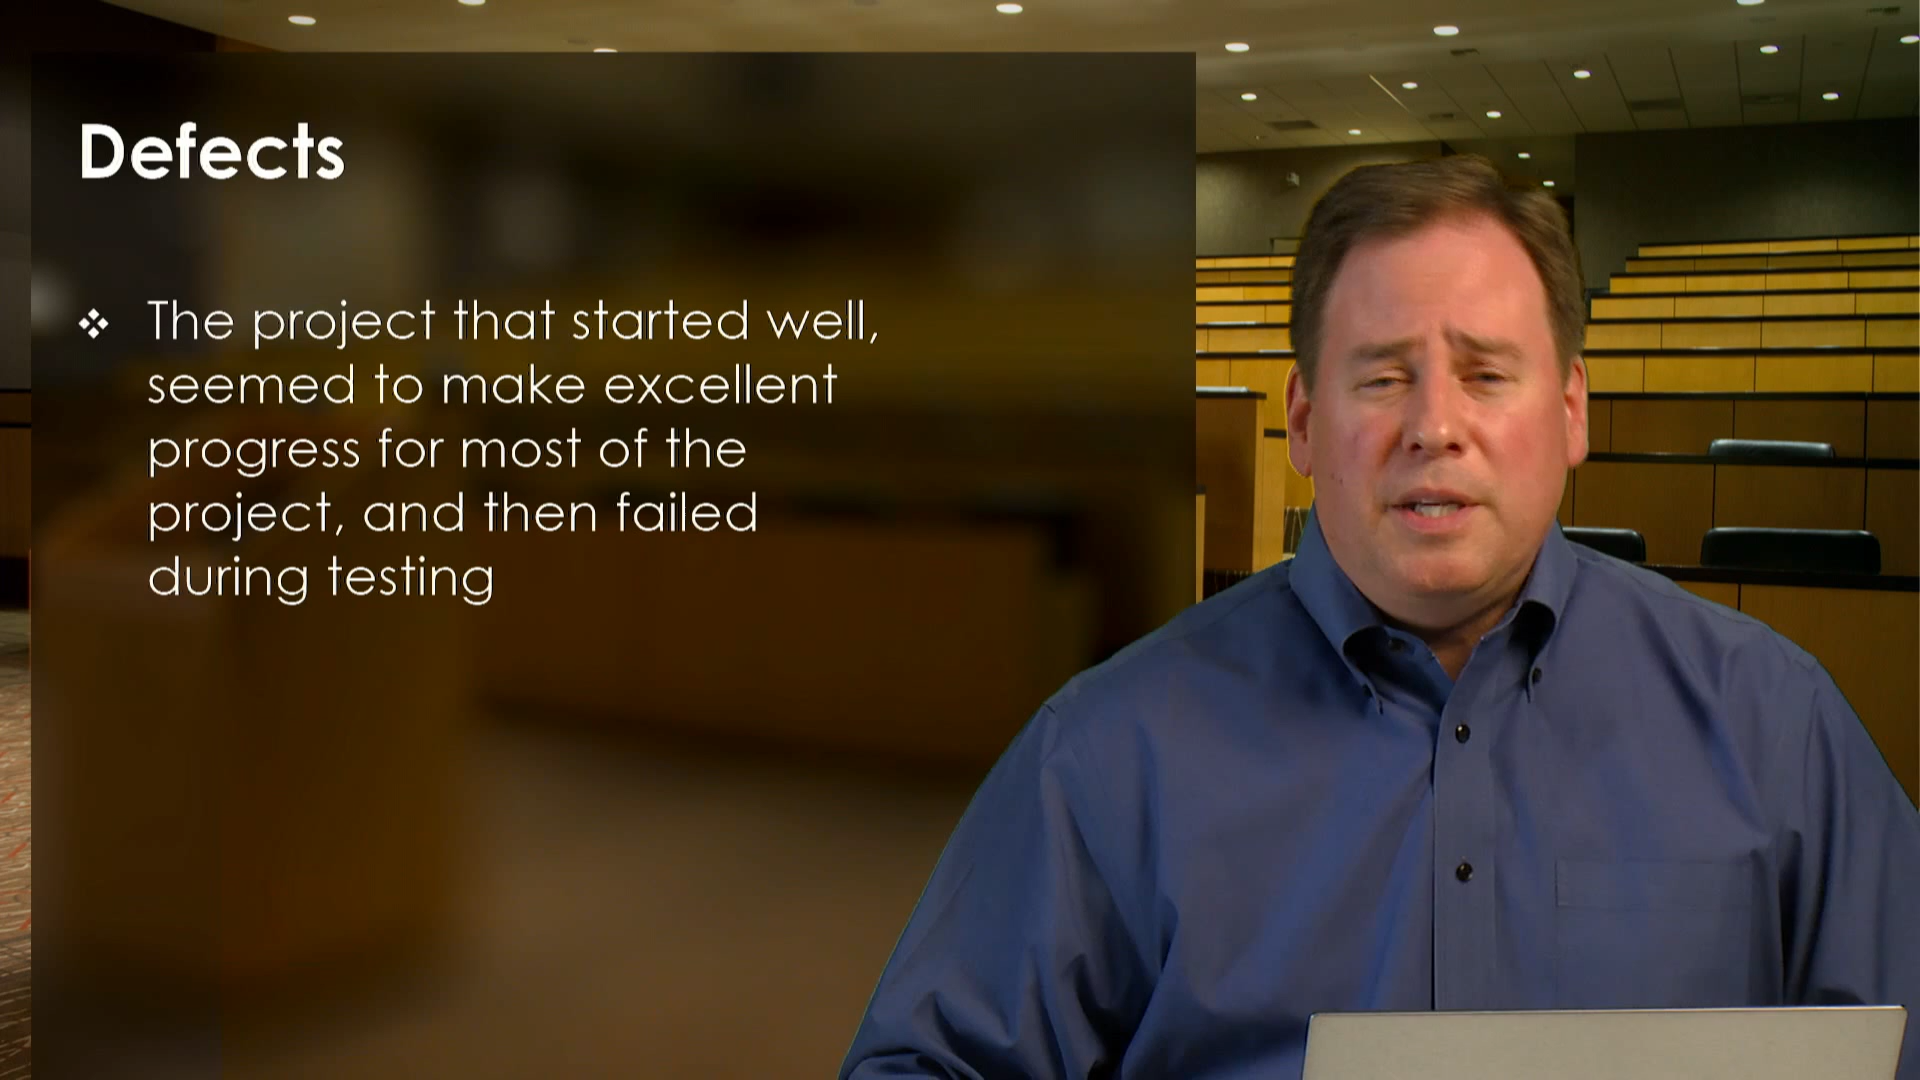 Defects
The project that started well,
seemed to make excellent
progress for most of the
project, and then failed
during testing